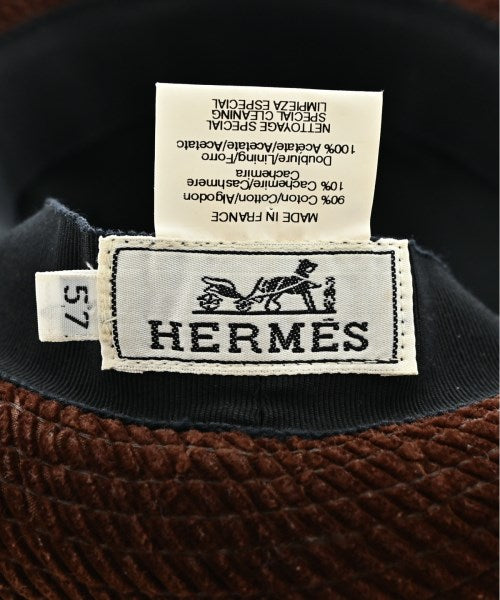 MADE IN FRANCE
90% Coton/Cotton/Algodon
10% Cachemire/Cashmere
Cachemira
Doublure/Lining/Forro
100% Acétate/Acetate/Acetato
NETTOYAGE SPECIAL
SPECIAL CLEANING
LIMPIEZA ESPECIAL
HERMÈS
57